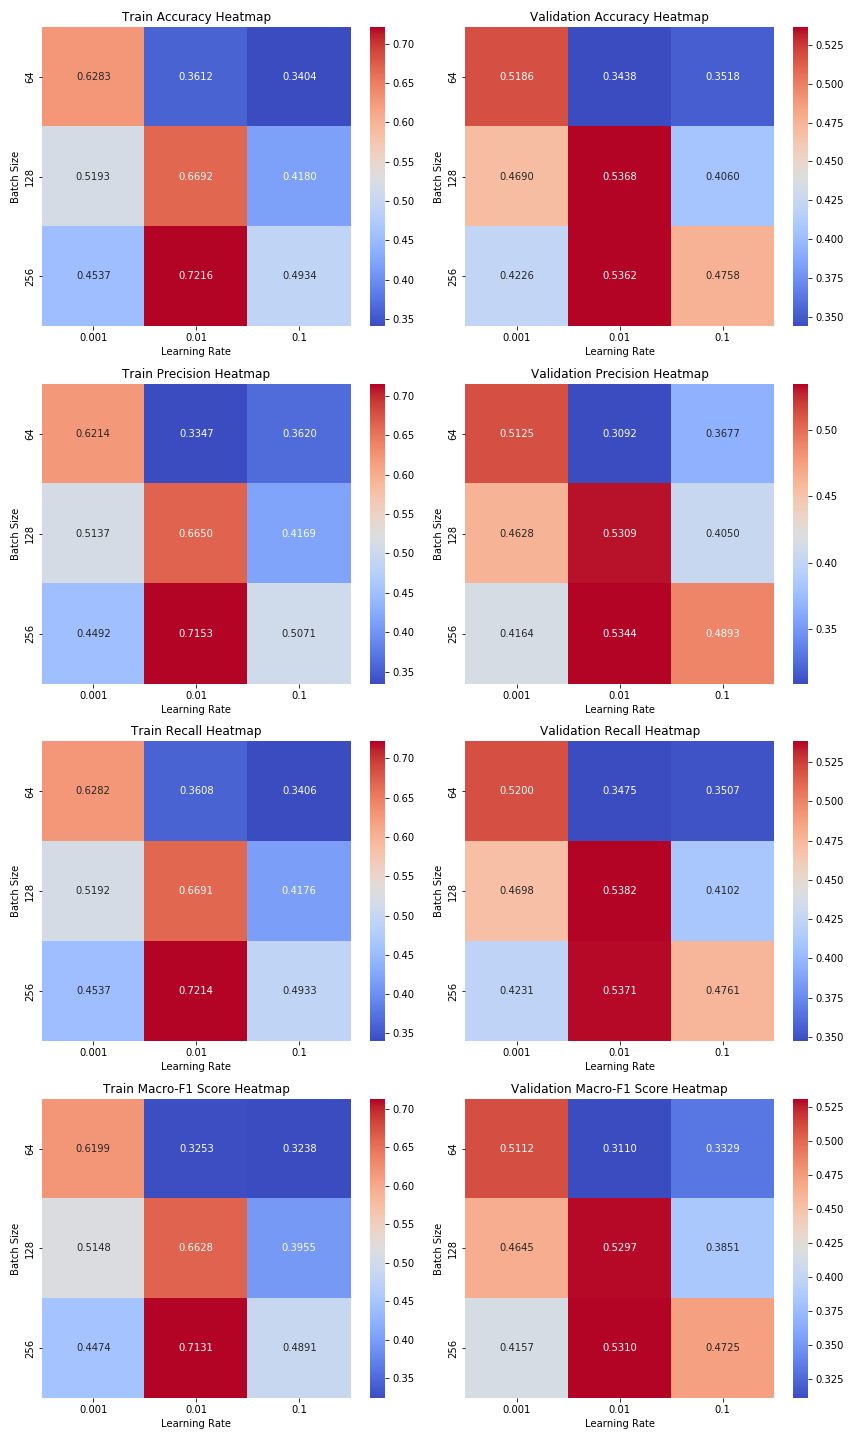 Train Accuracy Heatmap
64 0.6283 0.3612 0.3404
128 0.5193 0.6692 0.4180
256 0.4537 0.7216 0.4934
0.001 0.01 0.1
Learning Rate
Batch Size
0.70
0.65
0.60
0.55
0.50
0.45
0.40
0.35
Validation Accuracy Heatmap
64 0.5186 0.3438 0.3518
128 0.4690 0.5368 0.4060
256 0.4226 0.5362 0.4758
0.001 0.01 0.1
Learning Rate
Batch Size
0.525
0.500
0.475
0.450
0.425
0.400
0.375
0.350
Train Precision Heatmap
64 0.6214 0.3347 0.3620
128 0.5137 0.6650 0.4169
256 0.4492 0.7153 0.5071
0.001 0.01 0.1
Learning Rate
Batch Size
0.70
0.65
0.60
0.55
0.50
0.45
0.40
0.35
Validation Precision Heatmap
64 0.5125 0.3092 0.3677
128 0.4628 0.5309 0.4050
256 0.4164 0.5344 0.4893
0.001 0.01 0.1
Learning Rate
Batch Size
0.50
0.45
0.40
0.35
Train Recall Heatmap
64 0.6282 0.3608 0.3406
128 0.5192 0.6691 0.4176
256 0.4537 0.7214 0.4933
0.001 0.01 0.1
Learning Rate
Batch Size
0.70
0.65
0.60
0.55
0.50
0.45
0.40
0.35
Validation Recall Heatmap
64 0.5200 0.3475 0.3507
128 0.4698 0.5382 0.4102
256 0.4231 0.5371 0.4761
0.001 0.01 0.1
Learning Rate
Batch Size
0.525
0.500
0.475
0.450
0.425
0.400
0.375
0.350
Train Macro-F1 Score Heatmap
64 0.6199 0.3253 0.3238
128 0.5148 0.6628 0.3955
256 0.4474 0.7131 0.4891
0.001 0.01 0.1
Learning Rate
Batch Size
0.70
0.65
0.60
0.55
0.50
0.45
0.40
0.35
Validation Macro-F1 Score Heatmap
64 0.5112 0.3110 0.3329
128 0.4645 0.5297 0.3851
256 0.4157 0.5310 0.4725
0.001 0.01 0.1
Learning Rate
Batch Size
0.525
0.500
0.475
0.450
0.425
0.400
0.375
0.350
0.325